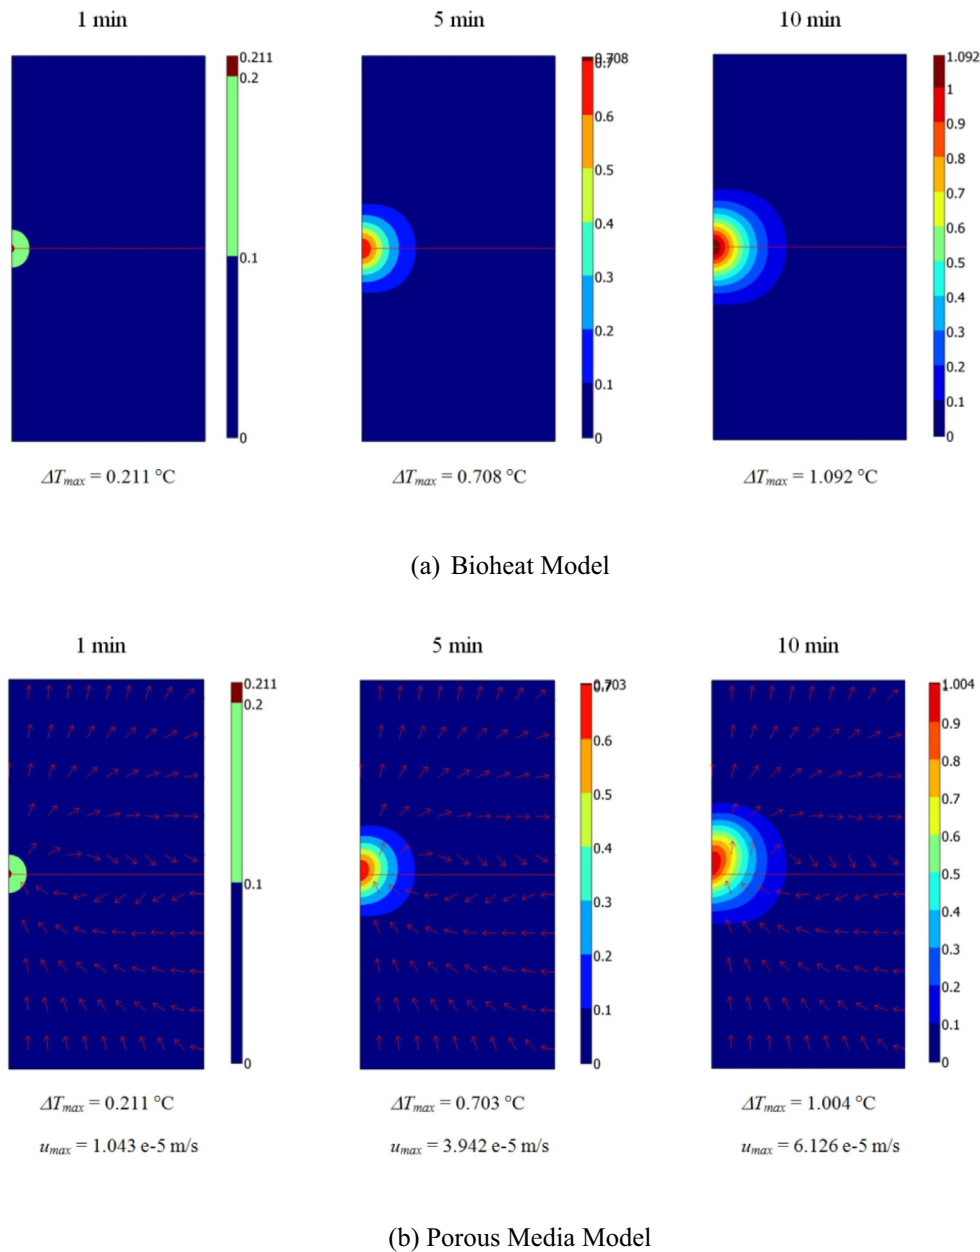 1 min
5 min
10 min
0.211
0.2
0.1
0
0.708
0.6
0.5
0.4
0.3
0.2
0.1
0
1.092
1
0.9
0.8
0.7
0.6
0.5
0.4
0.3
0.2
0.1
0
ΔTmax = 0.211 °C
ΔTmax = 0.708 °C
ΔTmax = 1.092 °C
(a) Bioheat Model
1 min
5 min
10 min
0.211
0.2
0.1
0
0.703
0.6
0.5
0.4
0.3
0.2
0.1
0
1.004
1
0.9
0.8
0.7
0.6
0.5
0.4
0.3
0.2
0.1
0
ΔTmax = 0.211 °C
ΔTmax = 0.703 °C
ΔTmax = 1.004 °C
umax = 1.043 e-5 m/s
umax = 3.942 e-5 m/s
umax = 6.126 e-5 m/s
(b) Porous Media Model